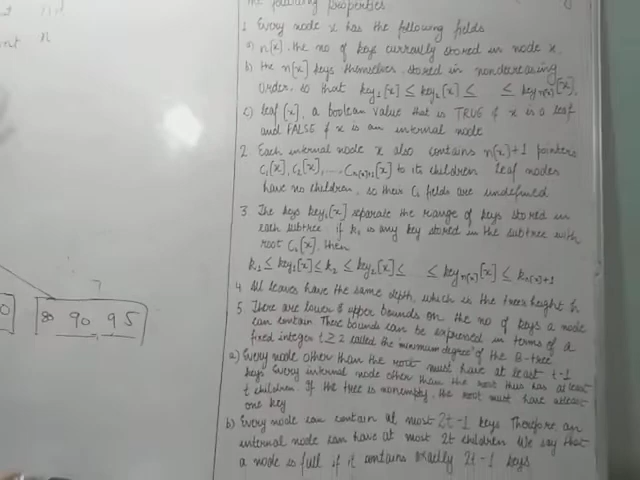 the following properties.
1. Every node x has the following fields
a) n[x], the no of keys currently stored in node x.
b) the n[x] keys themselves, stored in nondecreasing
order, so that key₁[x] ≤ key₂[x] ≤ ≤ key n[x] [x],
c) leaf [x], a boolean value that is TRUE if x is a leaf
and FALSE if x is an internal node
2 Each internal node x also contains n[x]+1 pointers
C₁[x], C₂[x], ....Cn[x]+1 [x] to its children Leaf nodes
have no children, so their Ci fields are undefined
3 The keys keyi[x] separate the range of keys stored in
each subtree if ki is any key stored in the subtree with
root Ci[x], then
k₁ ≤ key₁[x] ≤ k₂ ≤ key₂[x] ≤ ≤ key n[x] [x] ≤ kn[x]+1
4 All leaves have the same depth, which is the tree height h
5 There are lower & upper bounds on the no of keys a node
can contain These bounds can be expressed in terms of a
fixed integer t ≥ 2 called the minimum degree of the B-tree
a) Every node other than the root must have at least t-1
keys Every internal node other than the root thus has atleast
t children. If the tree is nonempty, the root must have atleast
one key
b) Every node can contain at most 2t-1 keys Therefore, an
internal node can have at most 2t children We say that
a node is full if it contains exactly 2t-1 keys
n
7
0
80 90 95